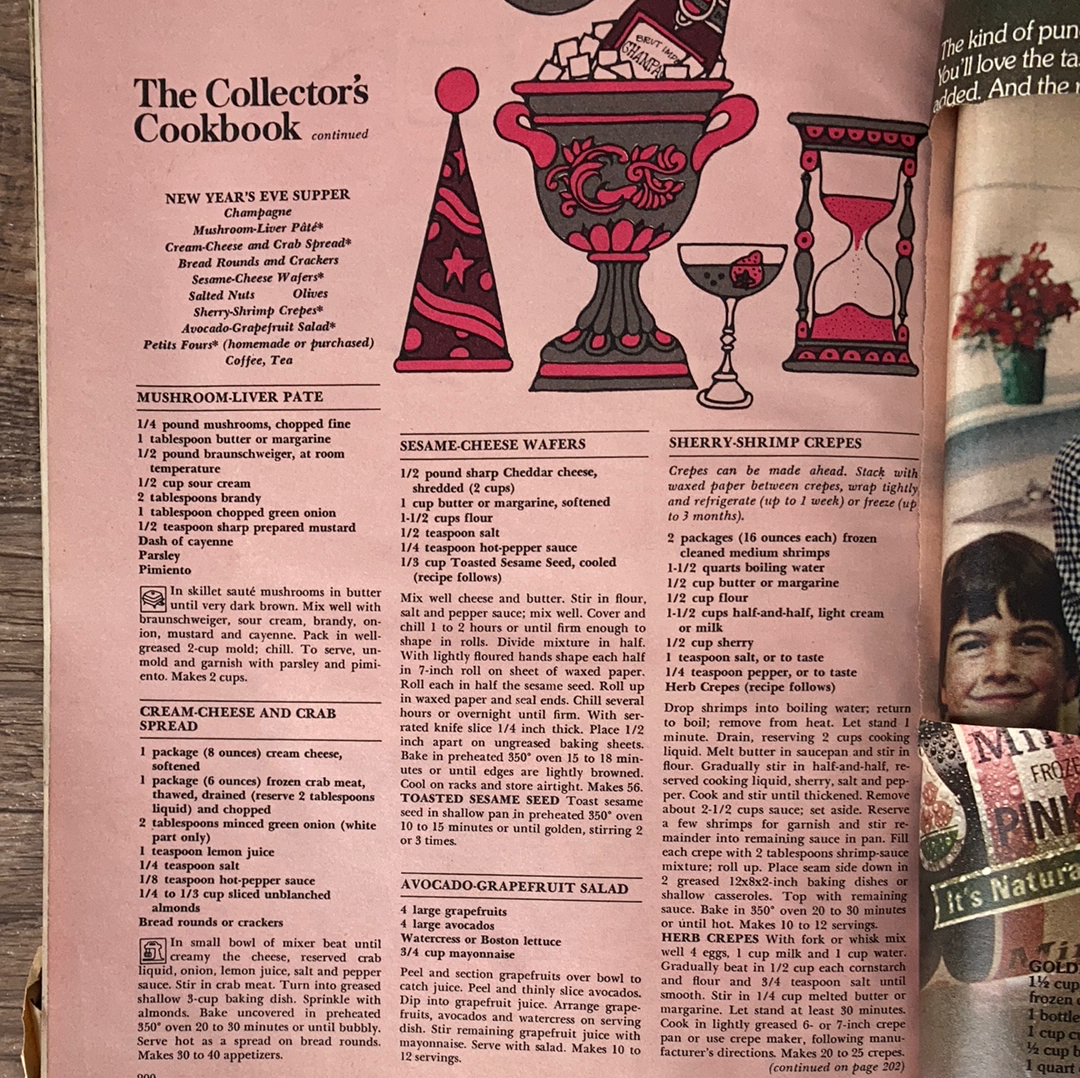 The Collector's
Cookbook continued
NEW YEAR'S EVE SUPPER
Champagne
Mushroom-Liver Pâté*
Cream-Cheese and Crab Spread*
Bread Rounds and Crackers
Sesame-Cheese Wafers*
Salted Nuts Olives
Sherry-Shrimp Crepes*
Avocado-Grapefruit Salad*
Petits Fours* (homemade or purchased)
Coffee, Tea
MUSHROOM-LIVER PATE
1/4 pound mushrooms, chopped fine
1 tablespoon butter or margarine
1/2 pound braunschweiger, at room
temperature
1/2 cup sour cream
2 tablespoons brandy
1 tablespoon chopped green onion
1/2 teaspoon sharp prepared mustard
Dash of cayenne
Parsley
Pimiento
In skillet sauté mushrooms in butter
until very dark brown. Mix well with
braunschweiger, sour cream, brandy, on-
ion, mustard and cayenne. Pack in well-
greased 2-cup mold; chill. To serve, un-
mold and garnish with parsley and pimi-
ento. Makes 2 cups.
CREAM-CHEESE AND CRAB
SPREAD
1 package (8 ounces) cream cheese,
softened
1 package (6 ounces) frozen crab meat,
thawed, drained (reserve 2 tablespoons
liquid) and chopped
2 tablespoons minced green onion (white
part only)
1 teaspoon lemon juice
1/4 teaspoon salt
1/8 teaspoon hot-pepper sauce
1/4 to 1/3 cup sliced unblanched
almonds
Bread rounds or crackers
In small bowl of mixer beat until
creamy the cheese, reserved crab
liquid, onion, lemon juice, salt and pepper
sauce. Stir in crab meat. Turn into greased
shallow 3-cup baking dish. Sprinkle with
almonds. Bake uncovered in preheated
350° oven 20 to 30 minutes or until bubbly.
Serve hot as a spread on bread rounds.
Makes 30 to 40 appetizers.
BRUT
CHAMPA
SESAME-CHEESE WAFERS
1/2 pound sharp Cheddar cheese,
shredded (2 cups)
1 cup butter or margarine, softened
1-1/2 cups flour
1/2 teaspoon salt
1/4 teaspoon hot-pepper sauce
1/3 cup Toasted Sesame Seed, cooled
(recipe follows)
Mix well cheese and butter. Stir in flour,
salt and pepper sauce; mix well. Cover and
chill 1 to 2 hours or until firm enough to
shape in rolls. Divide mixture in half.
With lightly floured hands shape each half
in 7-inch roll on sheet of waxed paper.
Roll each in half the sesame seed. Roll up
in waxed paper and seal ends. Chill several
hours or overnight until firm. With ser-
rated knife slice 1/4 inch thick. Place 1/2
inch apart on ungreased baking sheets.
Bake in preheated 350° oven 15 to 18 min-
utes or until edges are lightly browned.
Cool on racks and store airtight. Makes 56.
TOASTED SESAME SEED Toast sesame
seed in shallow pan in preheated 350° oven
10 to 15 minutes or until golden, stirring 2
or 3 times.
AVOCADO-GRAPEFRUIT SALAD
4 large grapefruits
4 large avocados
Watercress or Boston lettuce
3/4 cup mayonnaise
Peel and section grapefruits over bowl to
catch juice. Peel and thinly slice avocados.
Dip into grapefruit juice. Arrange grape-
fruits, avocados and watercress on serving
dish. Stir remaining grapefruit juice with
mayonnaise. Serve with salad. Makes 10 to
12 servings.
SHERRY-SHRIMP CREPES
Crepes can be made ahead. Stack with
waxed paper between crepes, wrap tightly
and refrigerate (up to 1 week) or freeze (up
to 3 months).
2 packages (16 ounces each) frozen
cleaned medium shrimps
1-1/2 quarts boiling water
1/2 cup butter or margarine
1/2 cup flour
1-1/2 cups half-and-half, light cream
or milk
1/2 cup sherry
1 teaspoon salt, or to taste
1/4 teaspoon pepper, or to taste
Herb Crepes (recipe follows)
Drop shrimps into boiling water; return
to boil; remove from heat. Let stand 1
minute. Drain, reserving 2 cups cooking
liquid. Melt butter in saucepan and stir in
flour. Gradually stir in half-and-half, re-
served cooking liquid, sherry, salt and pep-
per. Cook and stir until thickened. Remove
about 2-1/2 cups sauce; set aside. Reserve
a few shrimps for garnish and stir re-
mainder into remaining sauce in pan. Fill
each crepe with 2 tablespoons shrimp-sauce
mixture; roll up. Place seam side down in
2 greased 12x8x2-inch baking dishes or
shallow casseroles. Top with remaining
sauce. Bake in 350° oven 20 to 30 minutes
or until hot. Makes 10 to 12 servings.
HERB CREPES With fork or whisk mix
well 4 eggs, 1 cup milk and 1 cup water.
Gradually beat in 1/2 cup each cornstarch
and flour and 3/4 teaspoon salt until
smooth. Stir in 1/4 cup melted butter or
margarine. Let stand at least 30 minutes.
Cook in lightly greased 6- or 7-inch crepe
pan or use crepe maker, following manu-
facturer's directions. Makes 20 to 25 crepes.
(continued on page 202)
The kind of pun
You'll love the ta
added. And the
FROZE
PINK
It's Natura
GOLD
1½ cup
frozen
1 bottle
1 cup
½ cup
1 quart